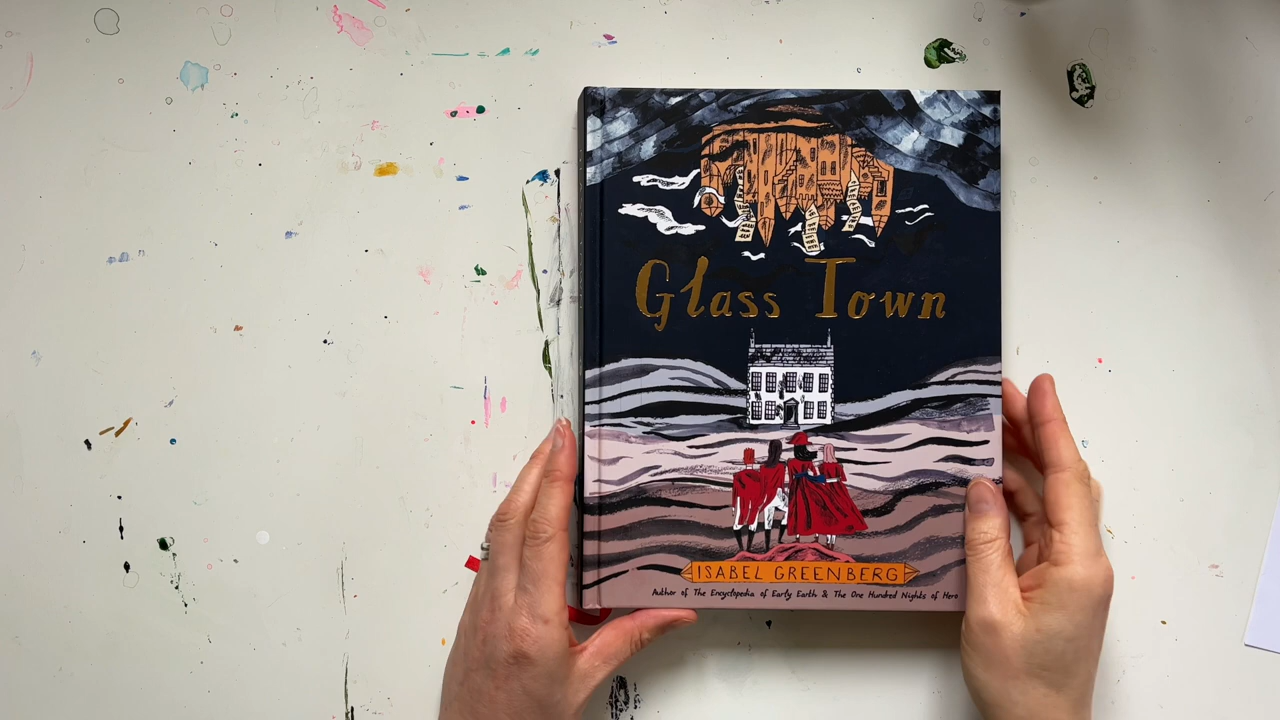 Glass Town
ISABEL GREENBERG
Author of The Encyclopedia of Early Earth & The One Hundred Nights of Hero